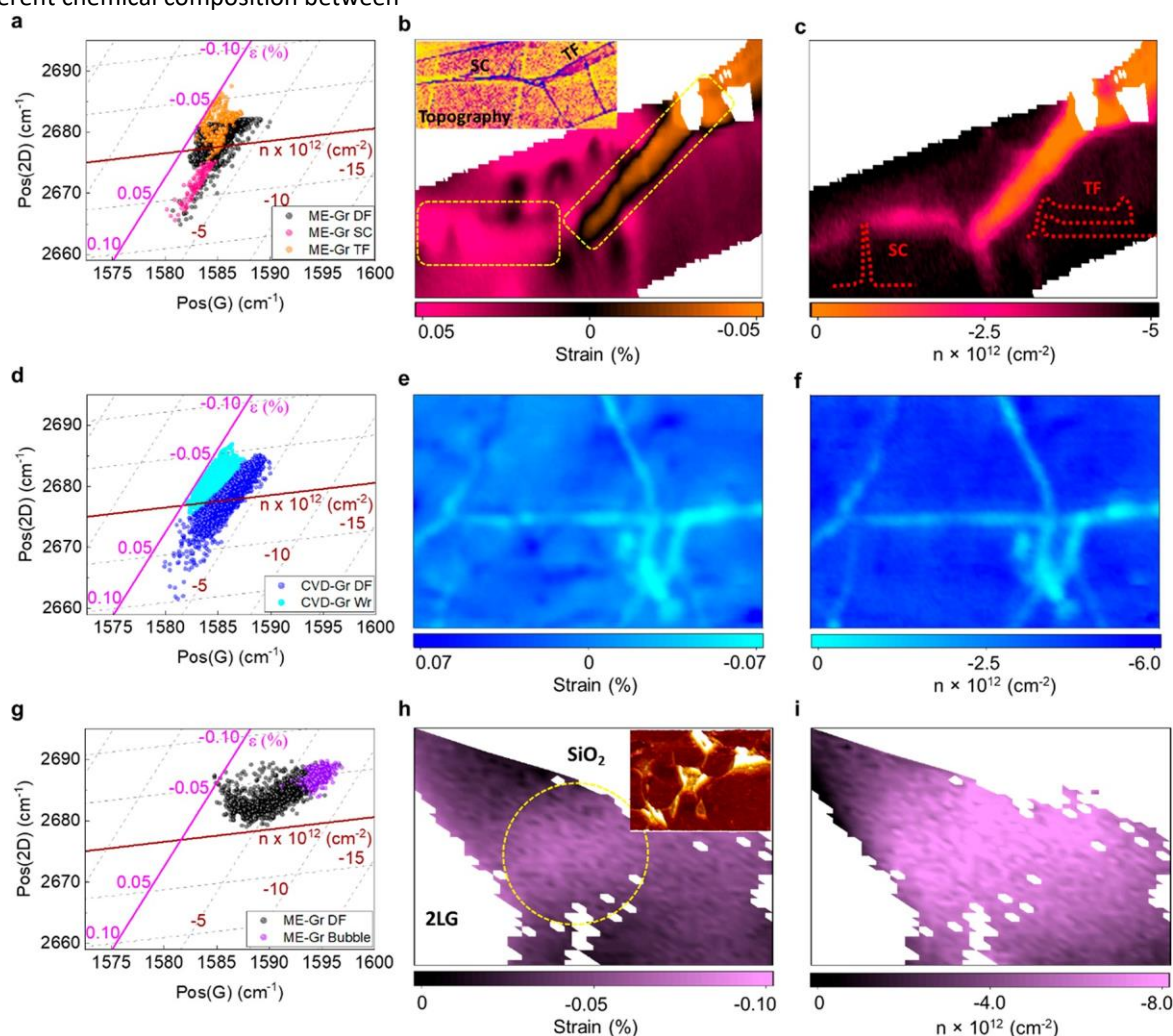 erent chemical composition between
a
2690
2680
2670
2660
Pos(2D) (cm⁻¹)
-0.10 ε (%)
-0.05
n x 10¹² (cm⁻²)
-15
0.05
-10
-5
0.10
ME-Gr DF
ME-Gr SC
ME-Gr TF
1575 1580 1585 1590 1595 1600
Pos(G) (cm⁻¹)
b
SC
TF
Topography
0.05 0 -0.05
Strain (%)
c
TF
SC
0 -2.5 -5
n × 10¹² (cm⁻²)
d
2690
2680
2670
2660
Pos(2D) (cm⁻¹)
-0.10
ε (%)
-0.05
n x 10¹² (cm⁻²)
-15
0.05
-10
-5
0.10
CVD-Gr DF
CVD-Gr Wr
1575 1580 1585 1590 1595 1600
Pos(G) (cm⁻¹)
e
0.07 0 -0.07
Strain (%)
f
0 -2.5 -6.0
n × 10¹² (cm⁻²)
g
2690
2680
2670
2660
Pos(2D) (cm⁻¹)
-0.10
ε (%)
-0.05
n x 10¹² (cm⁻²)
-15
0.05
-10
-5
0.10
ME-Gr DF
ME-Gr Bubble
1575 1580 1585 1590 1595 1600
Pos(G) (cm⁻¹)
h
SiO₂
2LG
0 -0.05 -0.10
Strain (%)
i
0 -4.0 -8.0
n × 10¹² (cm⁻²)